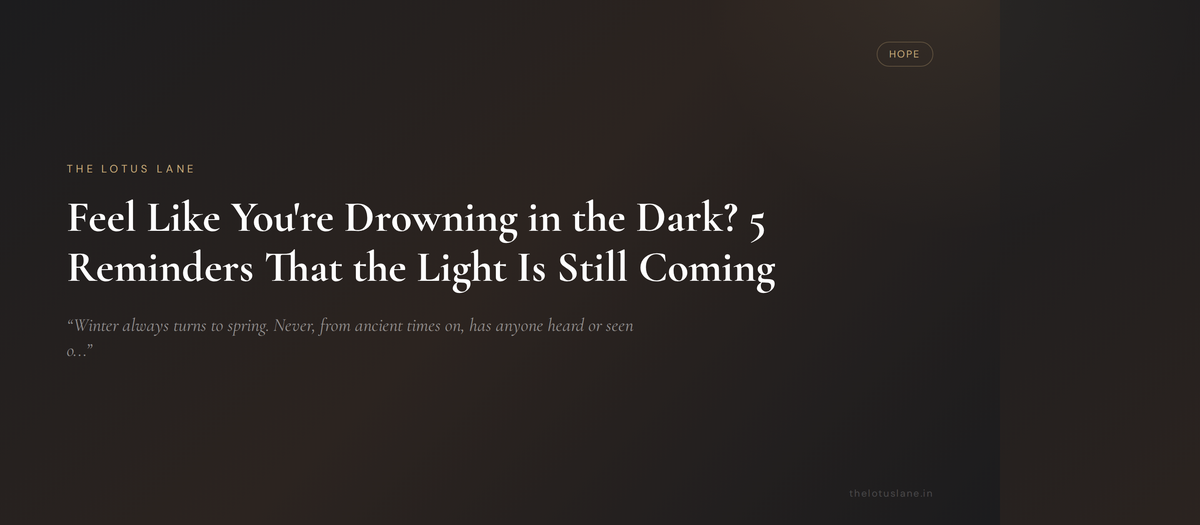 HOPE
THE LOTUS LANE
Feel Like You're Drowning in the Dark? 5
Reminders That the Light Is Still Coming
“Winter always turns to spring. Never, from ancient times on, has anyone heard or seen
o...”
thelotuslane.in